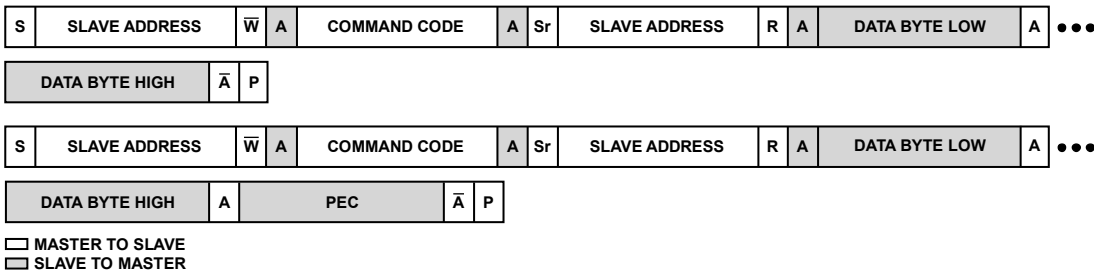 S SLAVE ADDRESS W̅ A COMMAND CODE A Sr SLAVE ADDRESS R A DATA BYTE LOW A •••
DATA BYTE HIGH A̅ P
S SLAVE ADDRESS W̅ A COMMAND CODE A Sr SLAVE ADDRESS R A DATA BYTE LOW A •••
DATA BYTE HIGH A PEC A̅ P
MASTER TO SLAVE
SLAVE TO MASTER